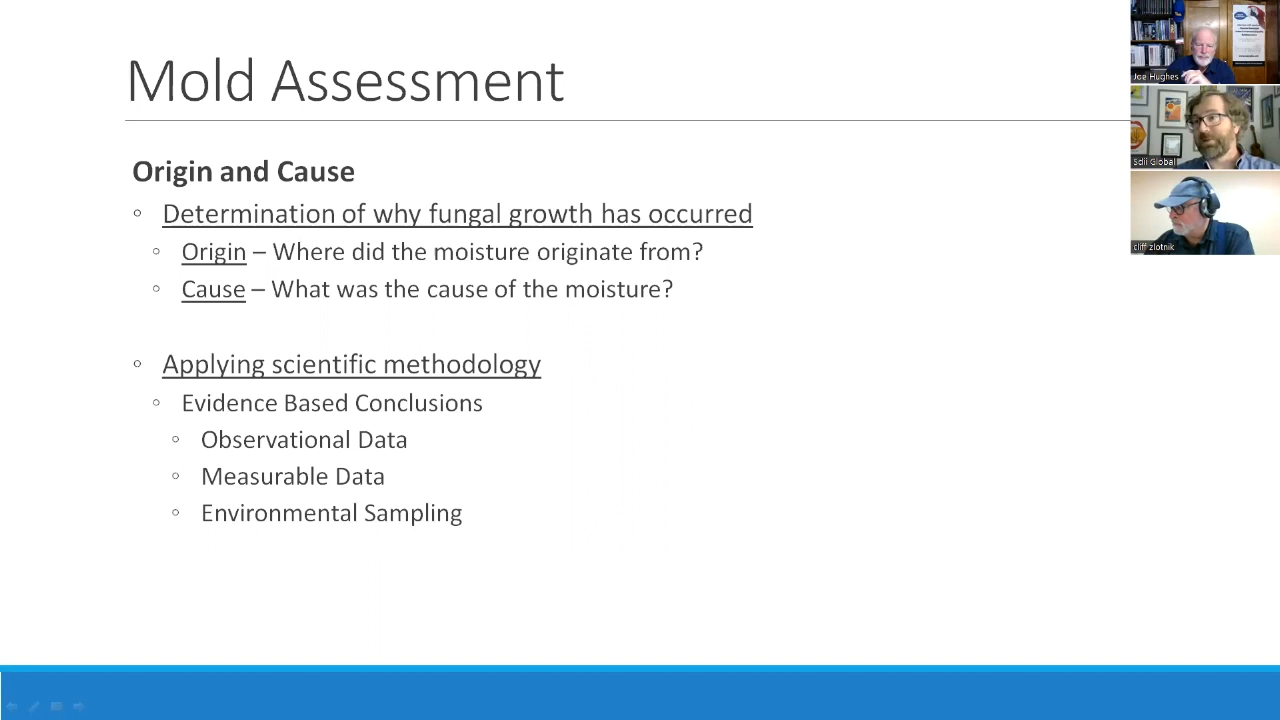 Mold Assessment
Origin and Cause
Determination of why fungal growth has occurred
Origin – Where did the moisture originate from?
Cause – What was the cause of the moisture?
Applying scientific methodology
Evidence Based Conclusions
Observational Data
Measurable Data
Environmental Sampling
Joe Hughes
Sdii Global
cliff zlotnik